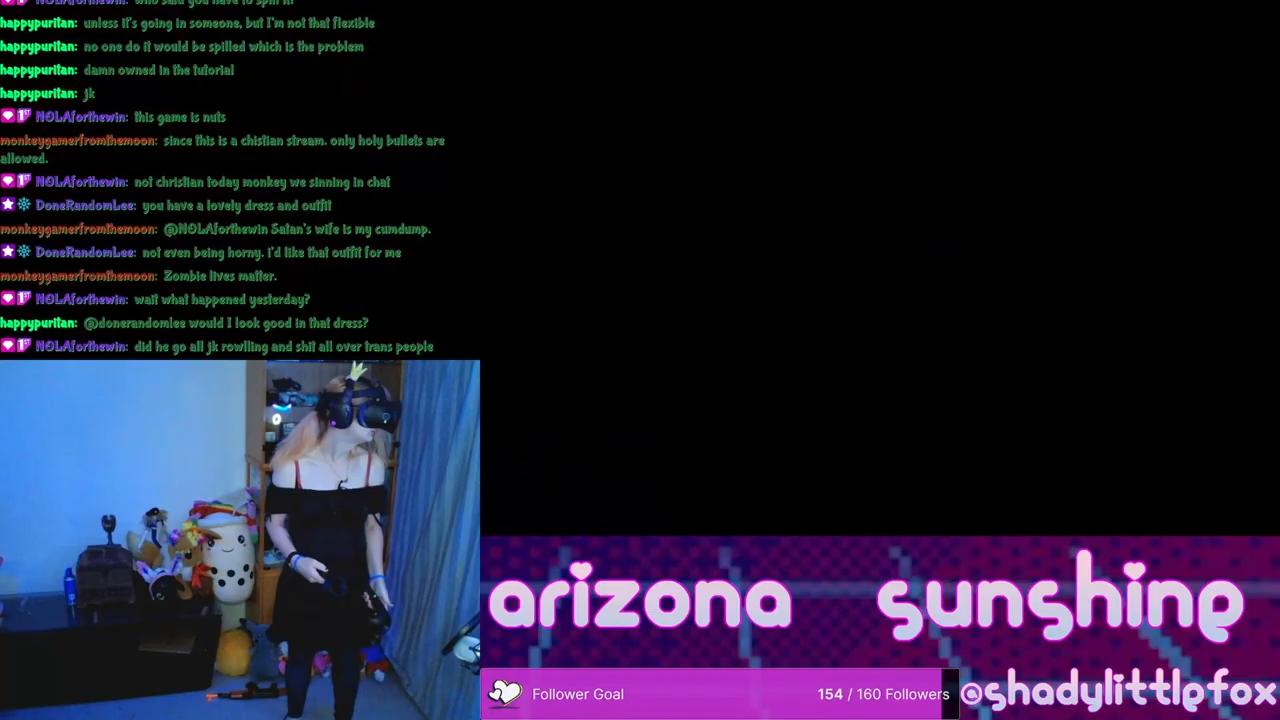 happypuritan: unless it's going in someone, but I'm not that flexible
happypuritan: no one do it would be spilled which is the problem
happypuritan: damn owned in the tutorial
happypuritan: jk
NOLAforthewin: this game is nuts
monkeygamerfromthemoon: since this is a chistian stream. only holy bullets are
allowed.
NOLAforthewin: not christian today monkey we sinning in chat
DoneRandomLee: you have a lovely dress and outfit
monkeygamerfromthemoon: @NOLAforthewin Satan's wife is my cumdump.
DoneRandomLee: not even being horny. i'd like that outfit for me
monkeygamerfromthemoon: Zombie lives matter.
NOLAforthewin: wait what happened yesterday?
happypuritan: @donerandomlee would I look good in that dress?
NOLAforthewin: did he go all jk rowlling and shit all over trans people
arizona sunshine
Follower Goal 154 / 160 Followers
@shadylittlefox